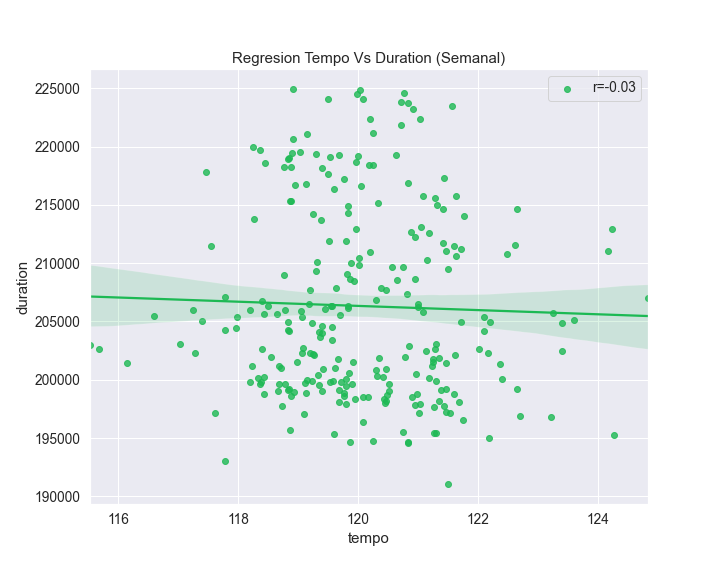 Regresion Tempo Vs Duration (Semanal)
r=-0.03
225000
220000
215000
210000
205000
200000
195000
190000
duration
116 118 120 122 124
tempo